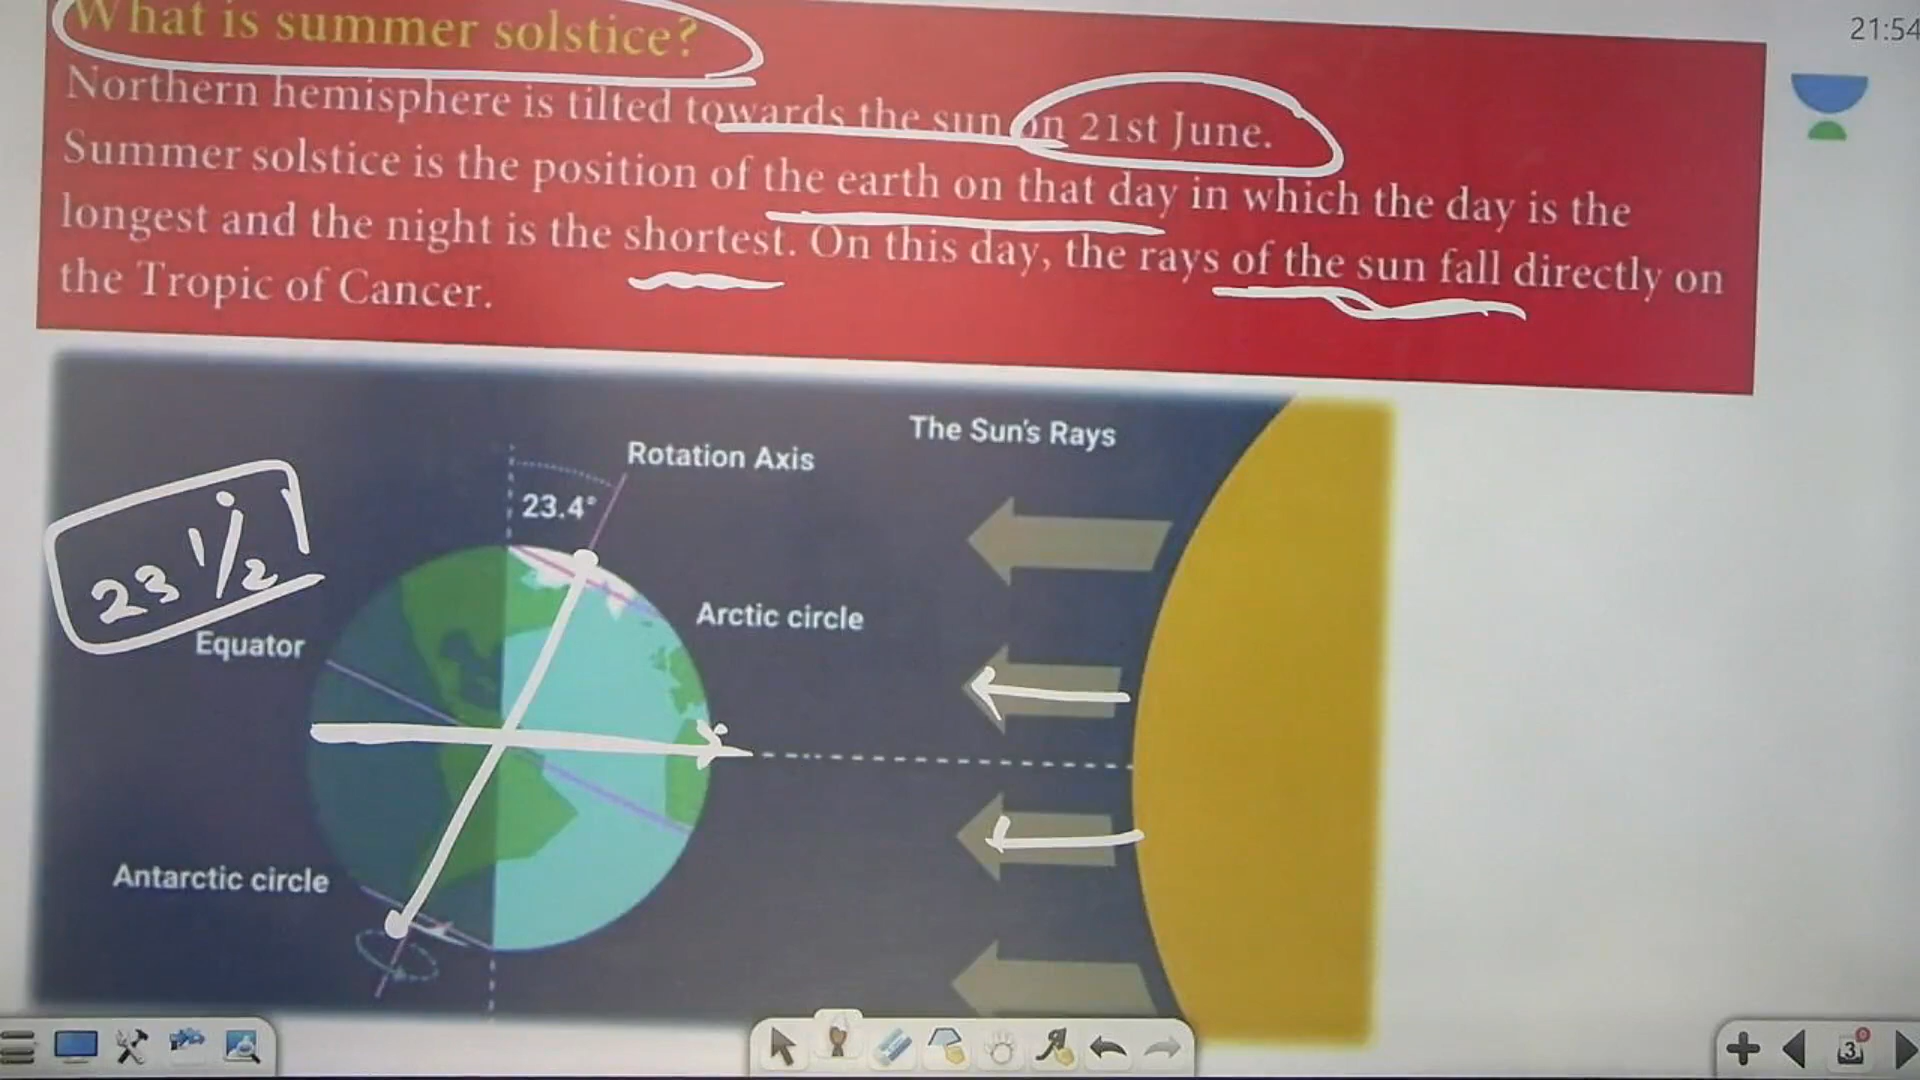 What is summer solstice?
21:54
Northern hemisphere is tilted towards the sun on 21st June.
Summer solstice is the position of the earth on that day in which the day is the
longest and the night is the shortest. On this day, the rays of the sun fall directly on
the Tropic of Cancer.
The Sun's Rays
Rotation Axis
23.4°
23 1/2
Arctic circle
Equator
Antarctic circle
3